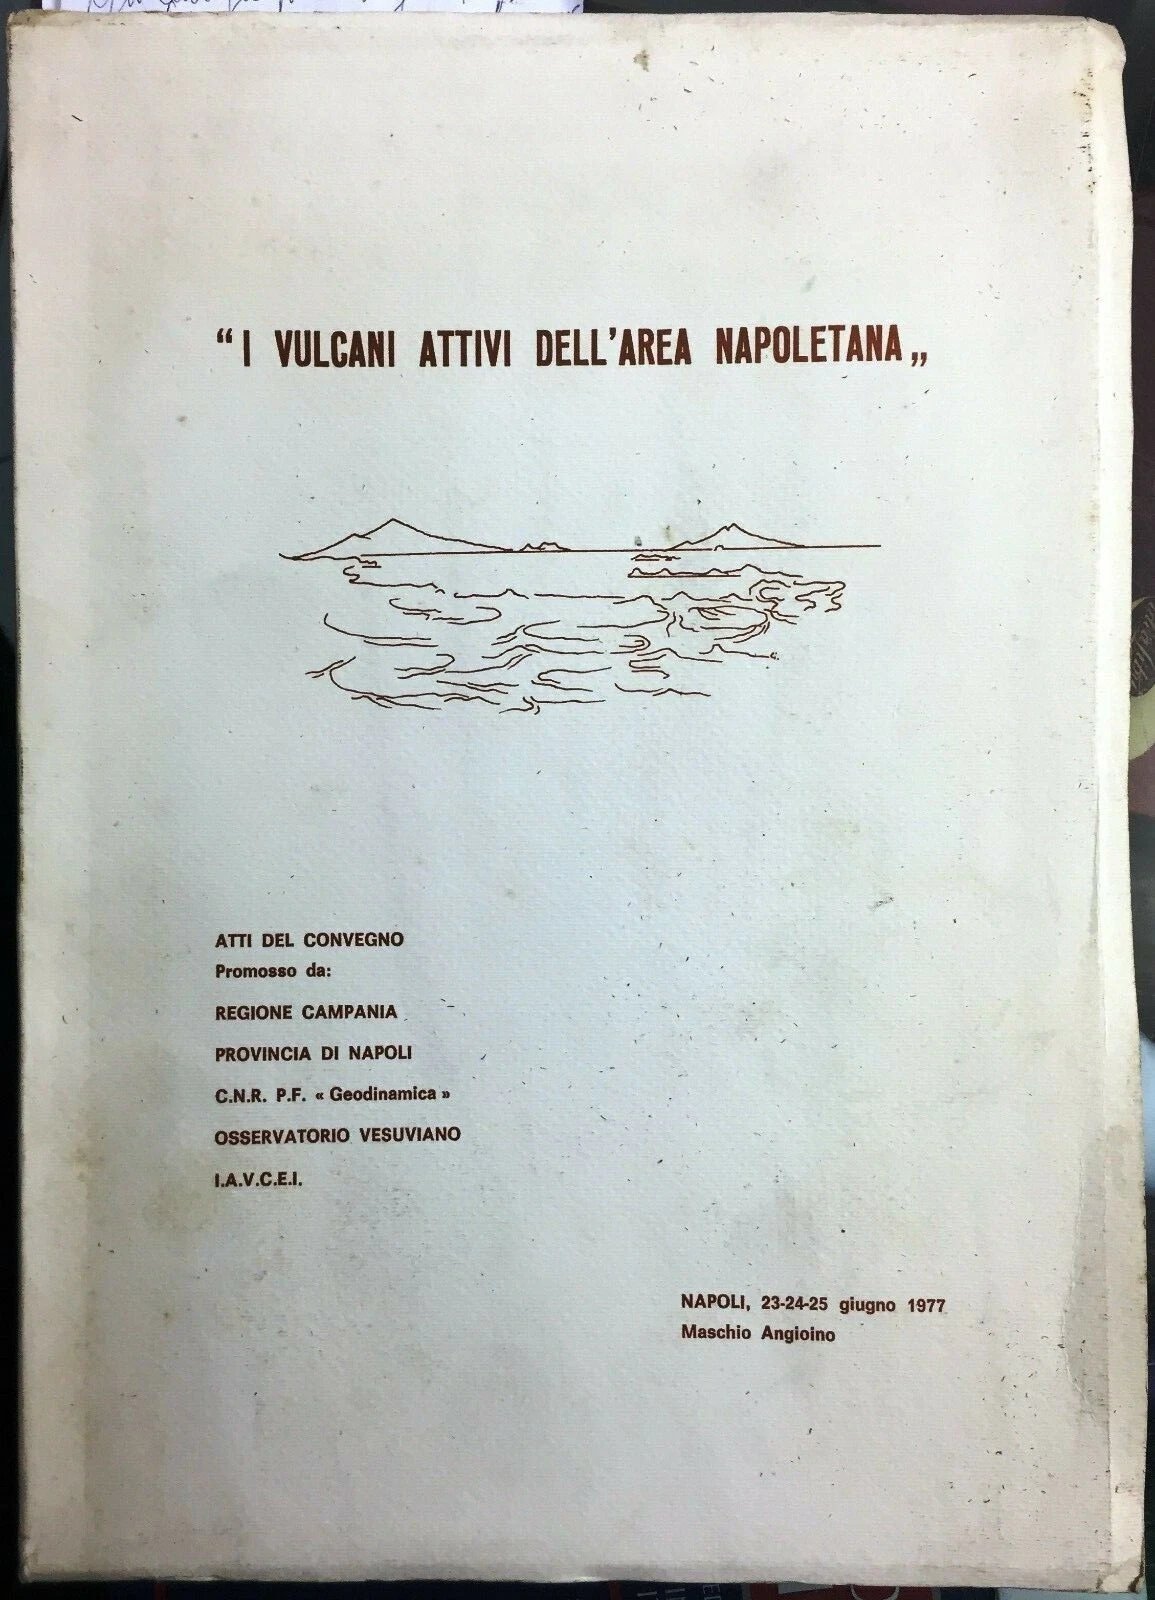 “ I VULCANI ATTIVI DELL'AREA NAPOLETANA „
ATTI DEL CONVEGNO
Promosso da:
REGIONE CAMPANIA
PROVINCIA DI NAPOLI
C.N.R. P.F. « Geodinamica »
OSSERVATORIO VESUVIANO
I.A.V.C.E.I.
NAPOLI, 23-24-25 giugno 1977
Maschio Angioino